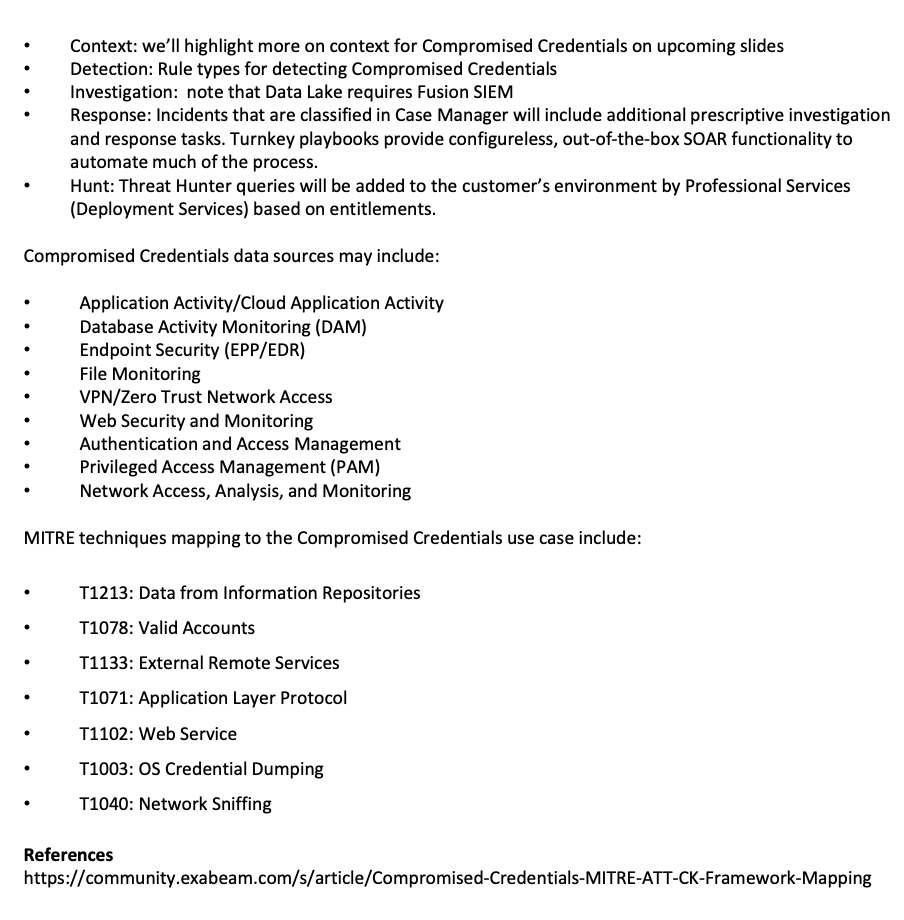 • Context: we’ll highlight more on context for Compromised Credentials on upcoming slides
• Detection: Rule types for detecting Compromised Credentials
• Investigation:  note that Data Lake requires Fusion SIEM
• Response: Incidents that are classified in Case Manager will include additional prescriptive investigation
and response tasks. Turnkey playbooks provide configureless, out-of-the-box SOAR functionality to
automate much of the process.
• Hunt: Threat Hunter queries will be added to the customer’s environment by Professional Services
(Deployment Services) based on entitlements.
Compromised Credentials data sources may include:
• Application Activity/Cloud Application Activity
• Database Activity Monitoring (DAM)
• Endpoint Security (EPP/EDR)
• File Monitoring
• VPN/Zero Trust Network Access
• Web Security and Monitoring
• Authentication and Access Management
• Privileged Access Management (PAM)
• Network Access, Analysis, and Monitoring
MITRE techniques mapping to the Compromised Credentials use case include:
• T1213: Data from Information Repositories
• T1078: Valid Accounts
• T1133: External Remote Services
• T1071: Application Layer Protocol
• T1102: Web Service
• T1003: OS Credential Dumping
• T1040: Network Sniffing
References
https://community.exabeam.com/s/article/Compromised-Credentials-MITRE-ATT-CK-Framework-Mapping